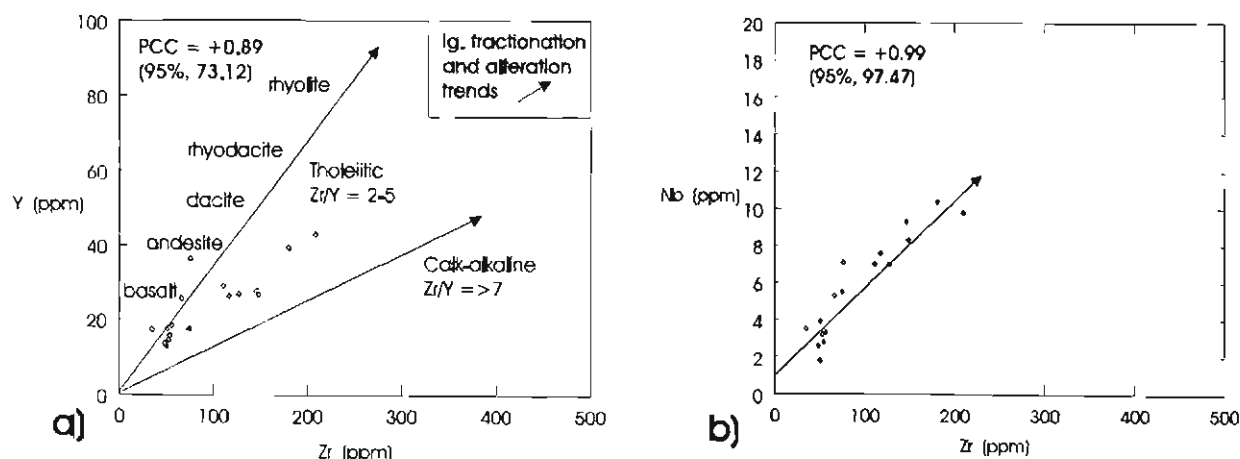 100
PCC = +0.89
(95%, 73.12)
Ig. fractionation
and alteration
trends
rhyolite
80
60
rhyodacite
Tholeiitic
Zr/Y = 2-5
Y (ppm)
dacite
40
andesite
Calk-alkaline
Zr/Y = >7
basalt
20
0
0 100 200 300 400 500
a)
Zr (ppm)
20
PCC = +0.99
(95%, 97.47)
18
16
14
12
Nb (ppm)
10
8
6
4
2
0
0 100 200 300 400 500
b)
Zr (ppm)